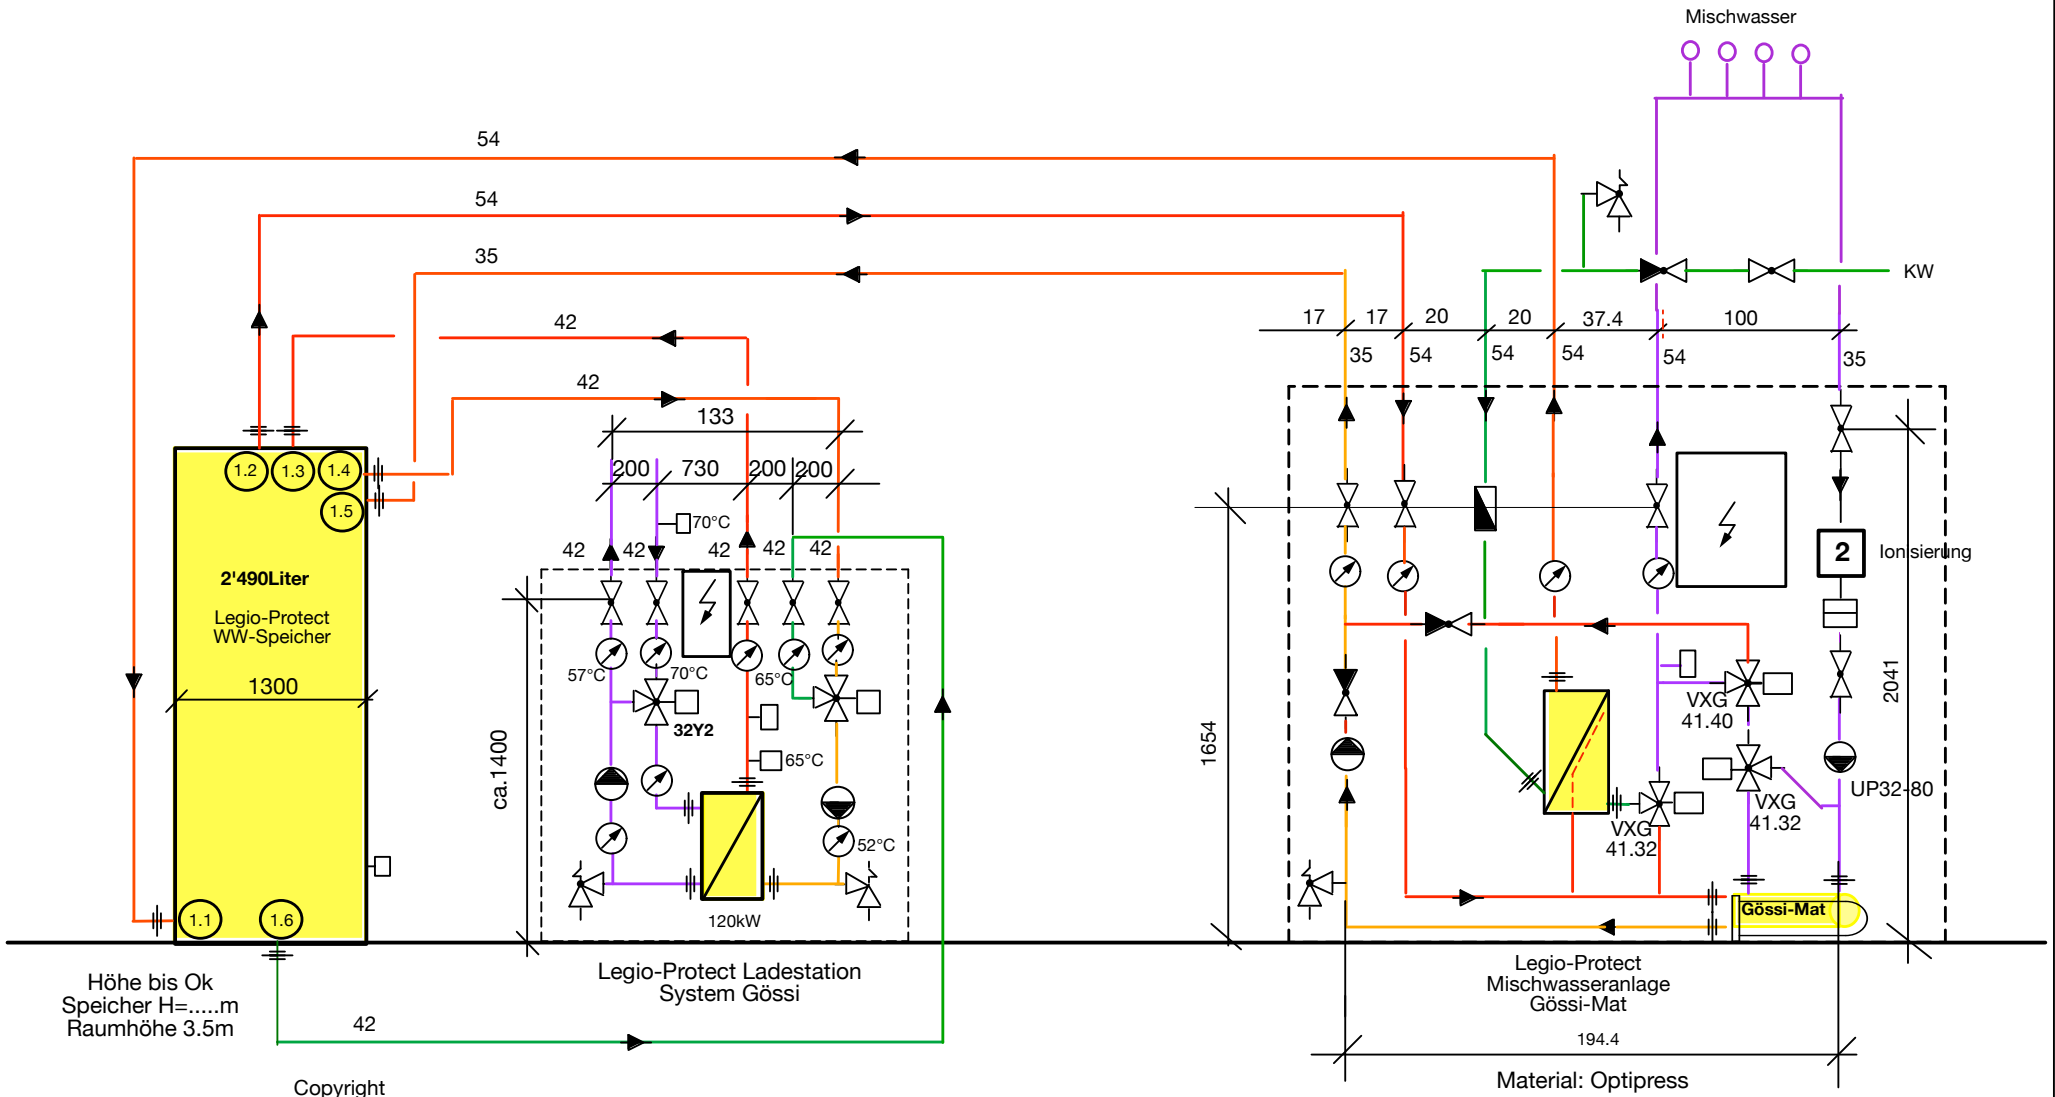 Mischwasser
54
54
35
KW
42
17
17
20
20
37.4
100
35
54
54
54
54
35
42
133
200
730
200
200
1.2
1.3
1.4
1.5
70°C
42
42
42
42
42
2
Ionisierung
2'490Liter
Legio-Protect
WW-Speicher
57°C
70°C
65°C
1300
32Y2
65°C
ca.1400
1654
2041
VXG
41.40
UP32-80
VXG
41.32
VXG
41.32
52°C
1.1
1.6
120kW
Gössi-Mat
Höhe bis Ok
Speicher H=.....m
Raumhöhe 3.5m
Legio-Protect Ladestation
System Gössi
Legio-Protect
Mischwasseranlage
Gössi-Mat
42
194.4
Material: Optipress
Copyright